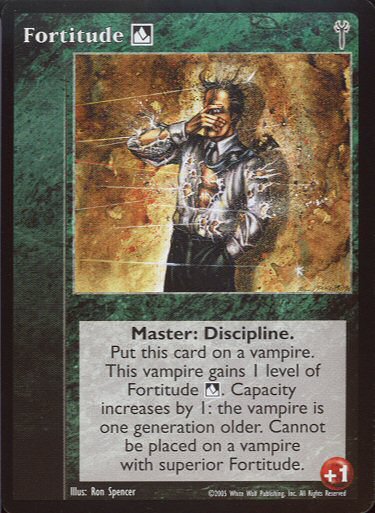 Fortitude
Master: Discipline.
Put this card on a vampire.
This vampire gains 1 level of
Fortitude. Capacity
increases by 1: the vampire is
one generation older. Cannot
be placed on a vampire
with superior Fortitude.
+1
Illus: Ron Spencer
©2005 White Wolf Publishing, Inc. All Rights Reserved